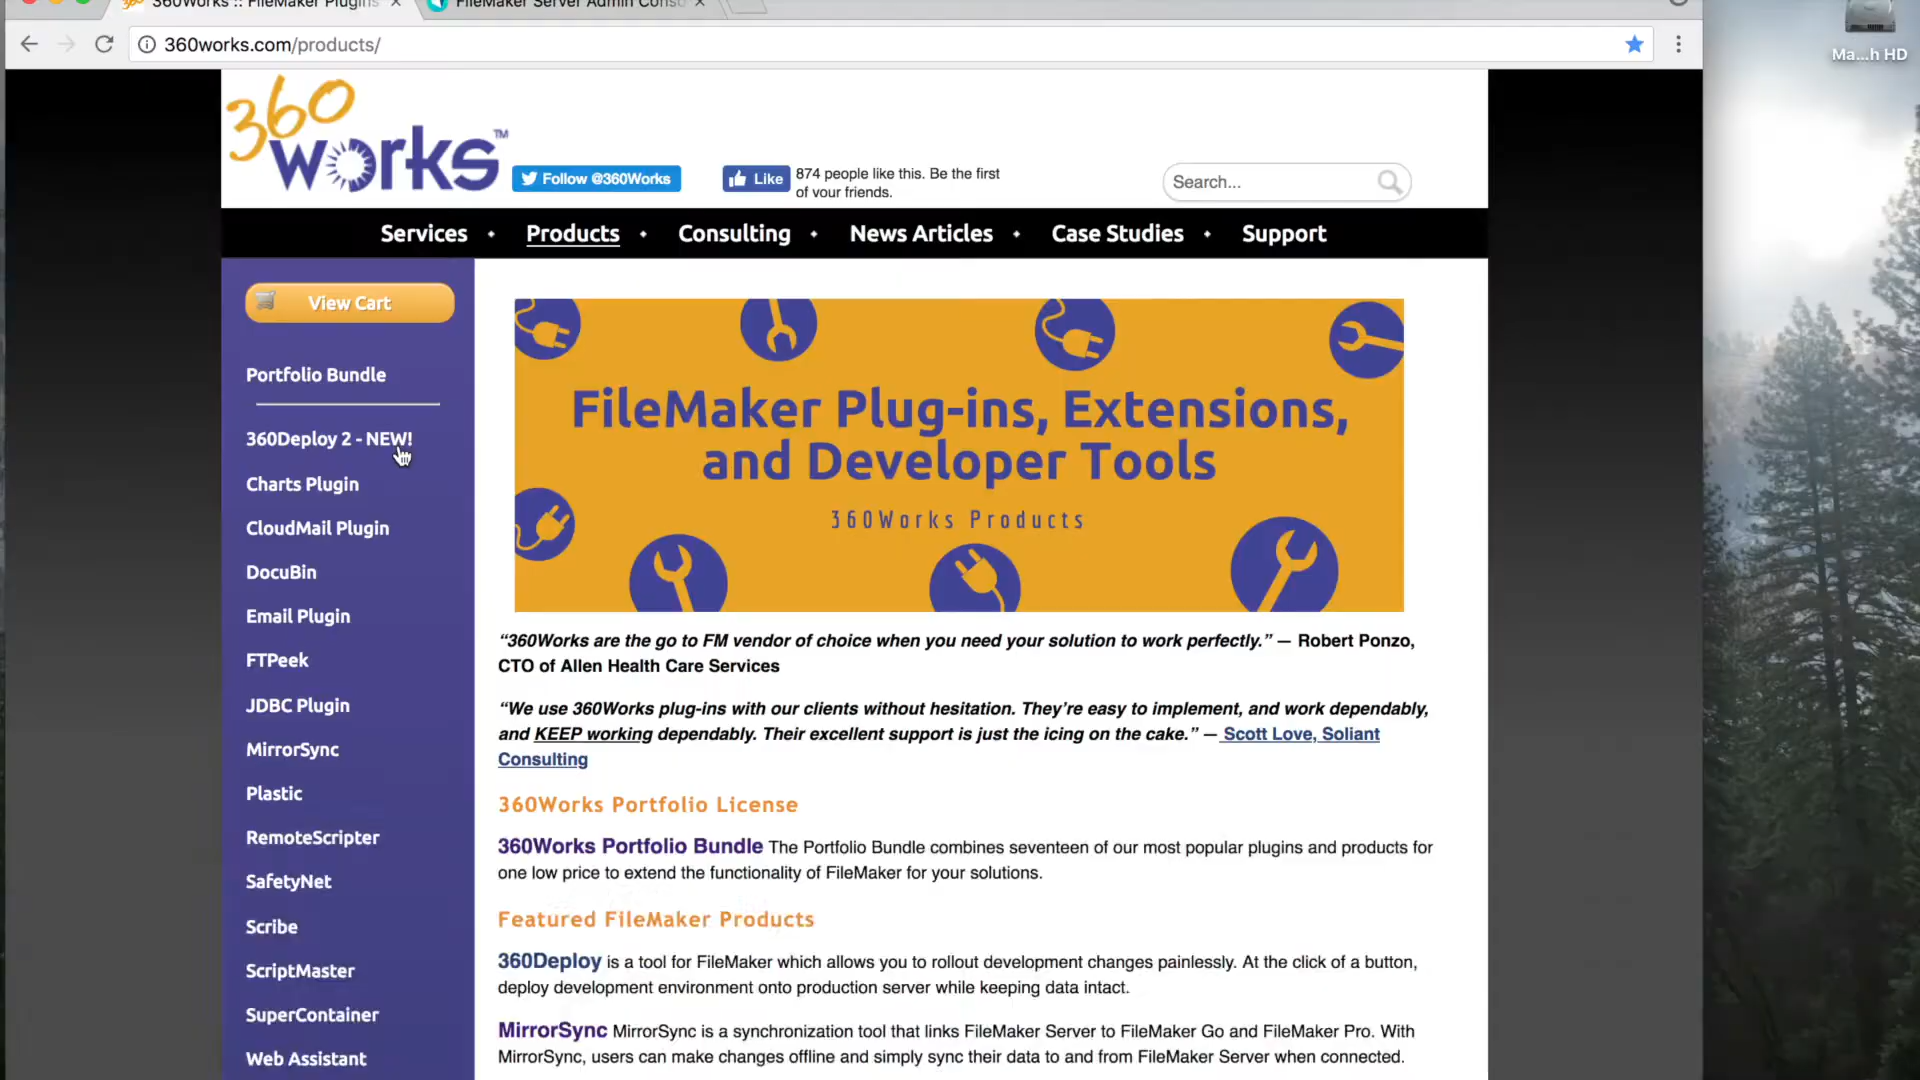 360Works :: FileMaker Plugins
FileMaker Server Admin Conso
360works.com/products/
Ma...h HD
360
works™
Follow @360Works
Like
874 people like this. Be the first
of your friends.
Search...
Services • Products • Consulting • News Articles • Case Studies • Support
View Cart
Portfolio Bundle
360Deploy 2 - NEW!
Charts Plugin
CloudMail Plugin
DocuBin
Email Plugin
FTPeek
JDBC Plugin
MirrorSync
Plastic
RemoteScripter
SafetyNet
Scribe
ScriptMaster
SuperContainer
Web Assistant
FileMaker Plug-ins, Extensions,
and Developer Tools
360Works Products
“360Works are the go to FM vendor of choice when you need your solution to work perfectly.” — Robert Ponzo,
CTO of Allen Health Care Services
“We use 360Works plug-ins with our clients without hesitation. They’re easy to implement, and work dependably,
and KEEP working dependably. Their excellent support is just the icing on the cake.” — Scott Love, Soliant
Consulting
360Works Portfolio License
360Works Portfolio Bundle The Portfolio Bundle combines seventeen of our most popular plugins and products for
one low price to extend the functionality of FileMaker for your solutions.
Featured FileMaker Products
360Deploy is a tool for FileMaker which allows you to rollout development changes painlessly. At the click of a button,
deploy development environment onto production server while keeping data intact.
MirrorSync MirrorSync is a synchronization tool that links FileMaker Server to FileMaker Go and FileMaker Pro. With
MirrorSync, users can make changes offline and simply sync their data to and from FileMaker Server when connected.